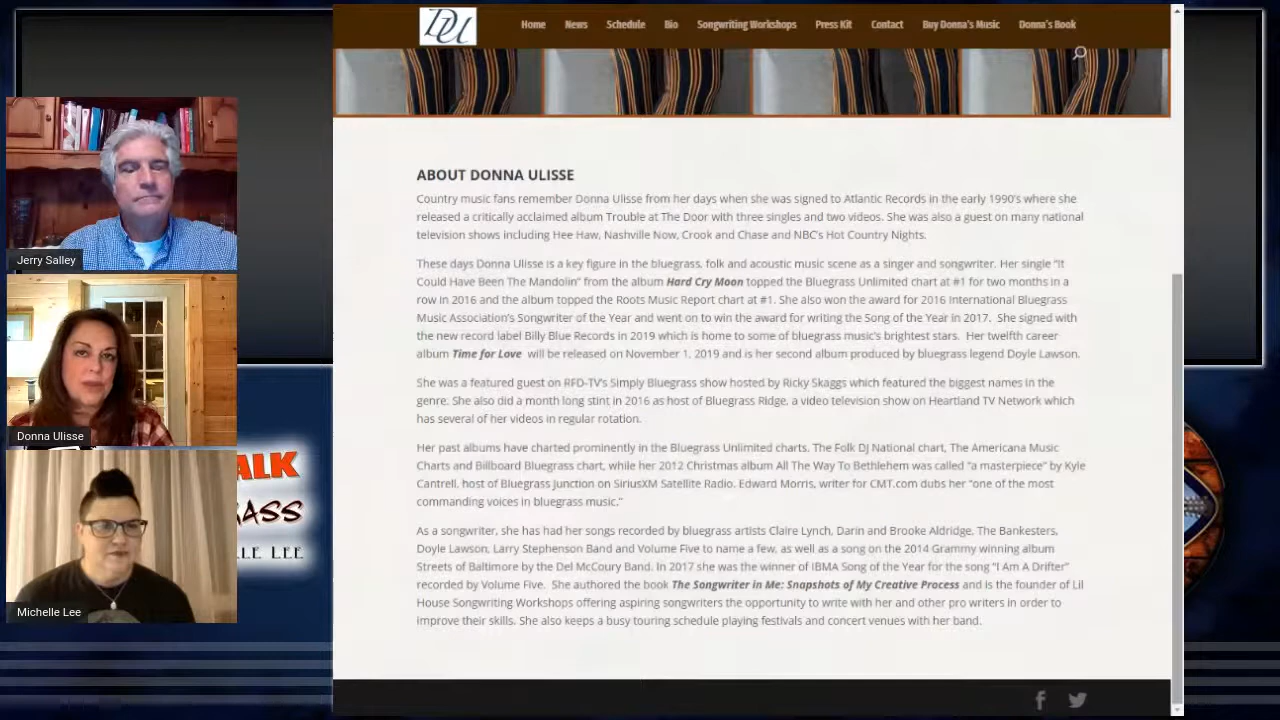 DU
Home News Schedule Bio Songwriting Workshops Press Kit Contact Buy Donna's Music Donna's Book
ABOUT DONNA ULISSE
Country music fans remember Donna Ulisse from her days when she was signed to Atlantic Records in the early 1990's where she
released a critically acclaimed album Trouble at The Door with three singles and two videos. She was also a guest on many national
television shows including Hee Haw, Nashville Now, Crook and Chase and NBC's Hot Country Nights.
These days Donna Ulisse is a key figure in the bluegrass, folk and acoustic music scene as a singer and songwriter. Her single "It
Could Have Been The Mandolin" from the album Hard Cry Moon topped the Bluegrass Unlimited chart at #1 for two months in a
row in 2016 and the album topped the Roots Music Report chart at #1. She also won the award for 2016 International Bluegrass
Music Association's Songwriter of the Year and went on to win the award for writing the Song of the Year in 2017. She signed with
the new record label Billy Blue Records in 2019 which is home to some of bluegrass music's brightest stars. Her twelfth career
album Time for Love will be released on November 1, 2019 and is her second album produced by bluegrass legend Doyle Lawson.
She was a featured guest on RFD-TV's Simply Bluegrass show hosted by Ricky Skaggs which featured the biggest names in the
genre. She also did a month long stint in 2016 as host of Bluegrass Ridge, a video television show on Heartland TV Network which
has several of her videos in regular rotation.
Her past albums have charted prominently in the Bluegrass Unlimited charts, The Folk DJ National chart, The Americana Music
Charts and Billboard Bluegrass chart, while her 2012 Christmas album All The Way To Bethlehem was called "a masterpiece" by Kyle
Cantrell, host of Bluegrass Junction on SiriusXM Satellite Radio. Edward Morris, writer for CMT.com dubs her "one of the most
commanding voices in bluegrass music."
As a songwriter, she has had her songs recorded by bluegrass artists Claire Lynch, Darin and Brooke Aldridge, The Bankesters,
Doyle Lawson, Larry Stephenson Band and Volume Five to name a few, as well as a song on the 2014 Grammy winning album
Streets of Baltimore by the Del McCoury Band. In 2017 she was the winner of IBMA Song of the Year for the song "I Am A Drifter"
recorded by Volume Five. She authored the book The Songwriter in Me: Snapshots of My Creative Process and is the founder of Lil
House Songwriting Workshops offering aspiring songwriters the opportunity to write with her and other pro writers in order to
improve their skills. She also keeps a busy touring schedule playing festivals and concert venues with her band.
Jerry Salley
Donna Ulisse
Michelle Lee
ALK
RASS
LLE LEE